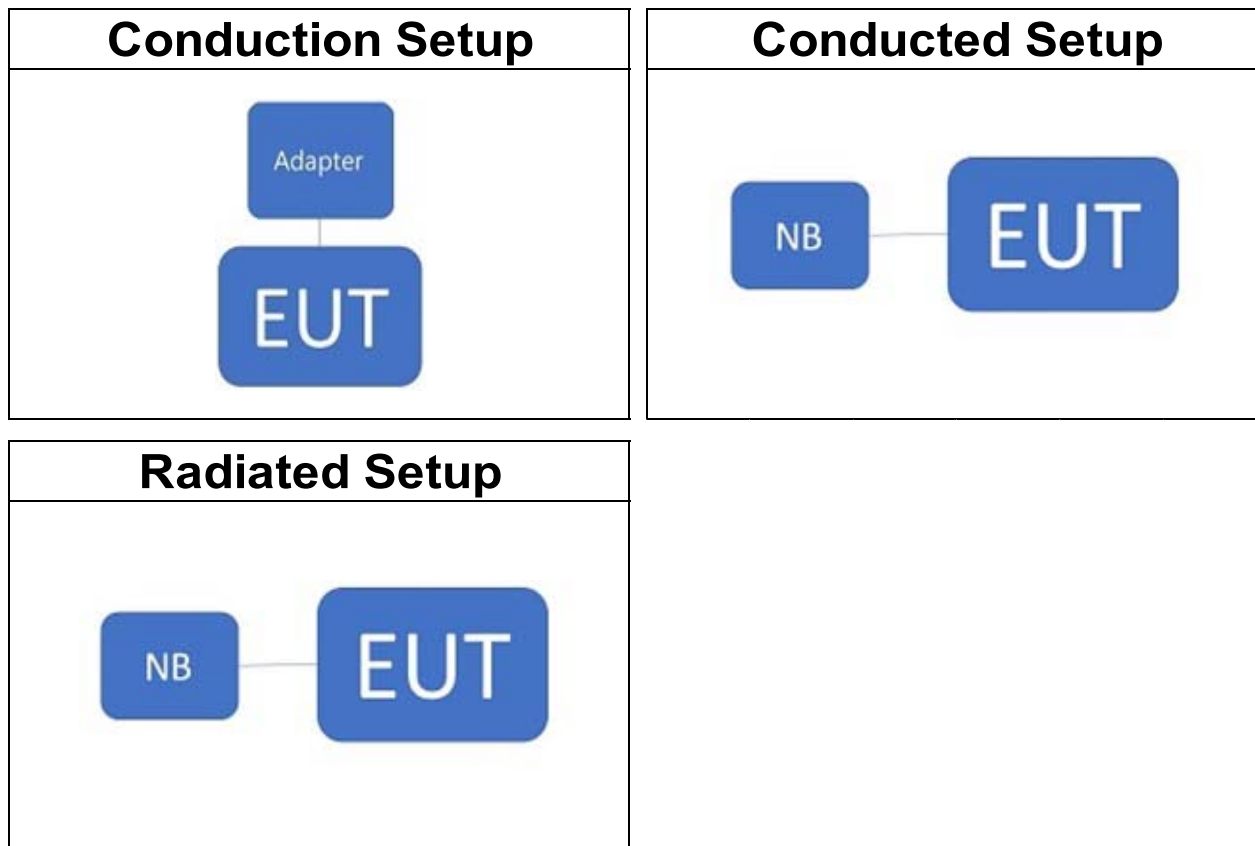 Conduction Setup
Adapter
EUT
Conducted Setup
NB
EUT
Radiated Setup
NB
EUT